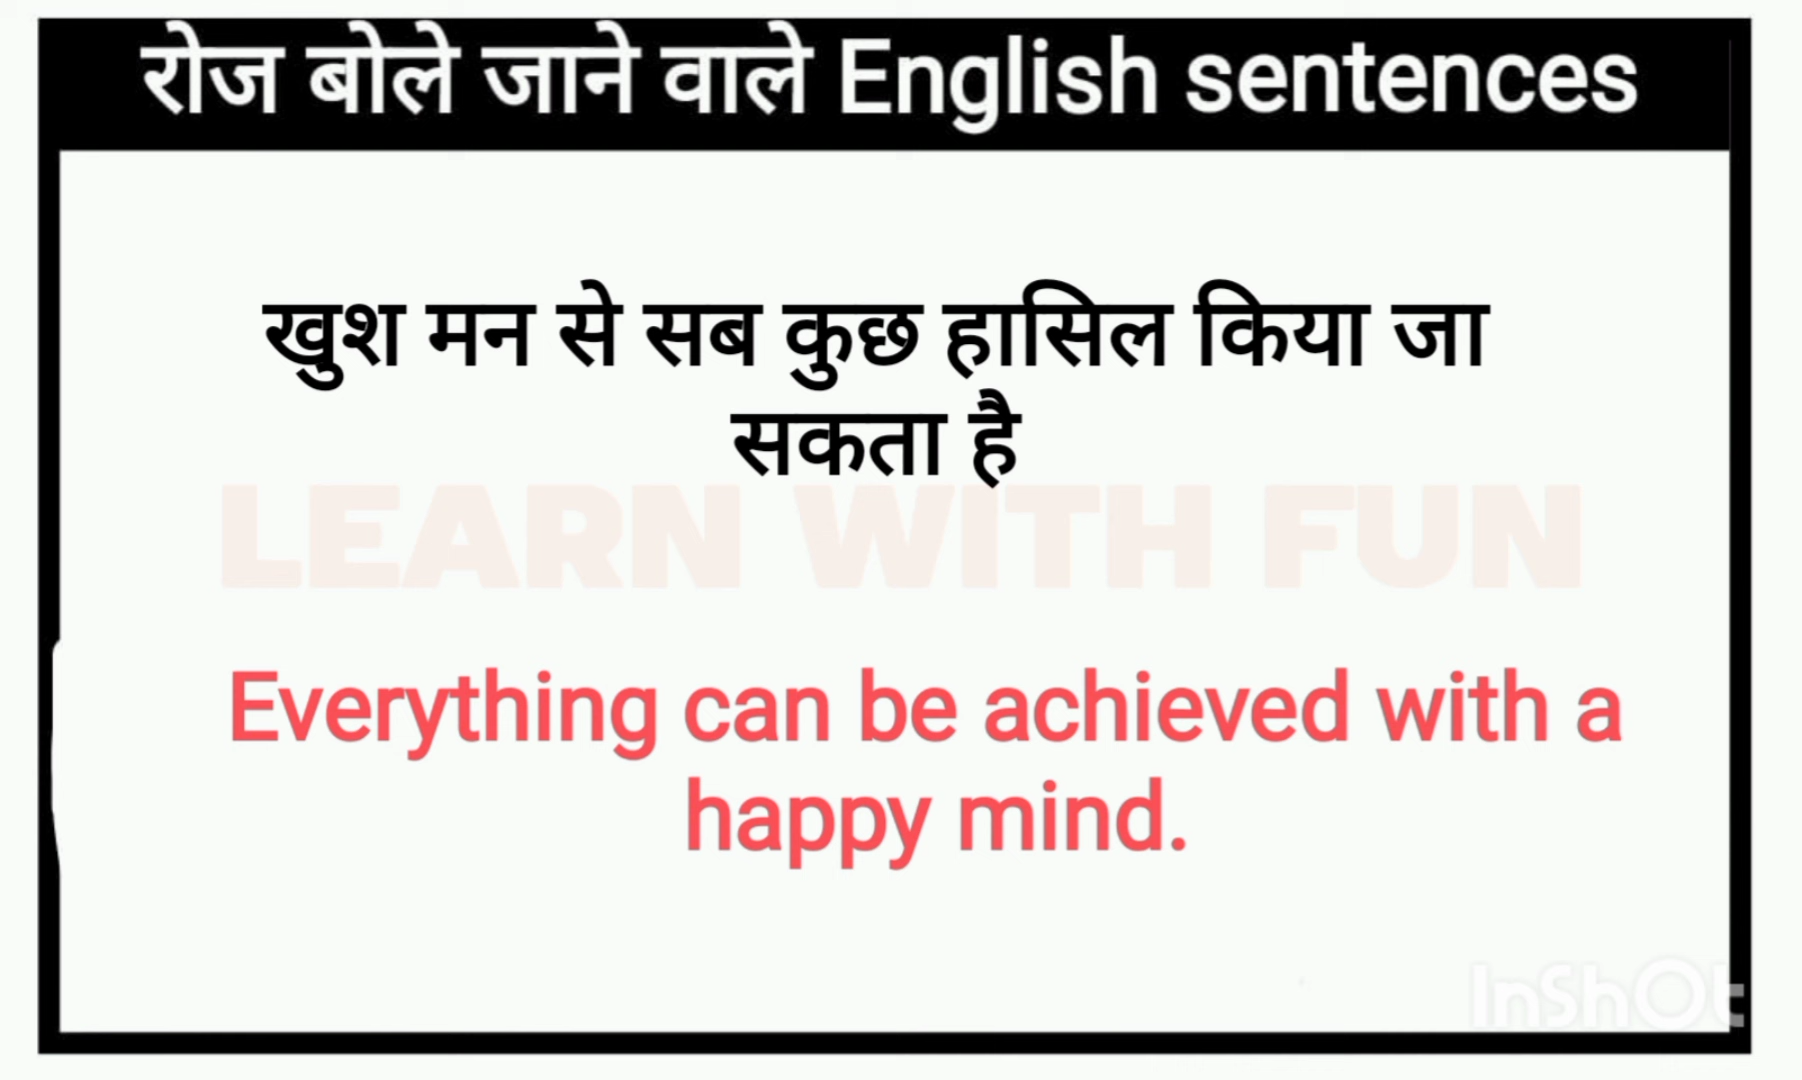 रोज बोले जाने वाले English sentences
खुश मन से सब कुछ हासिल किया जा
सकता है
LEARN WITH FUN
Everything can be achieved with a
happy mind.
InShOt